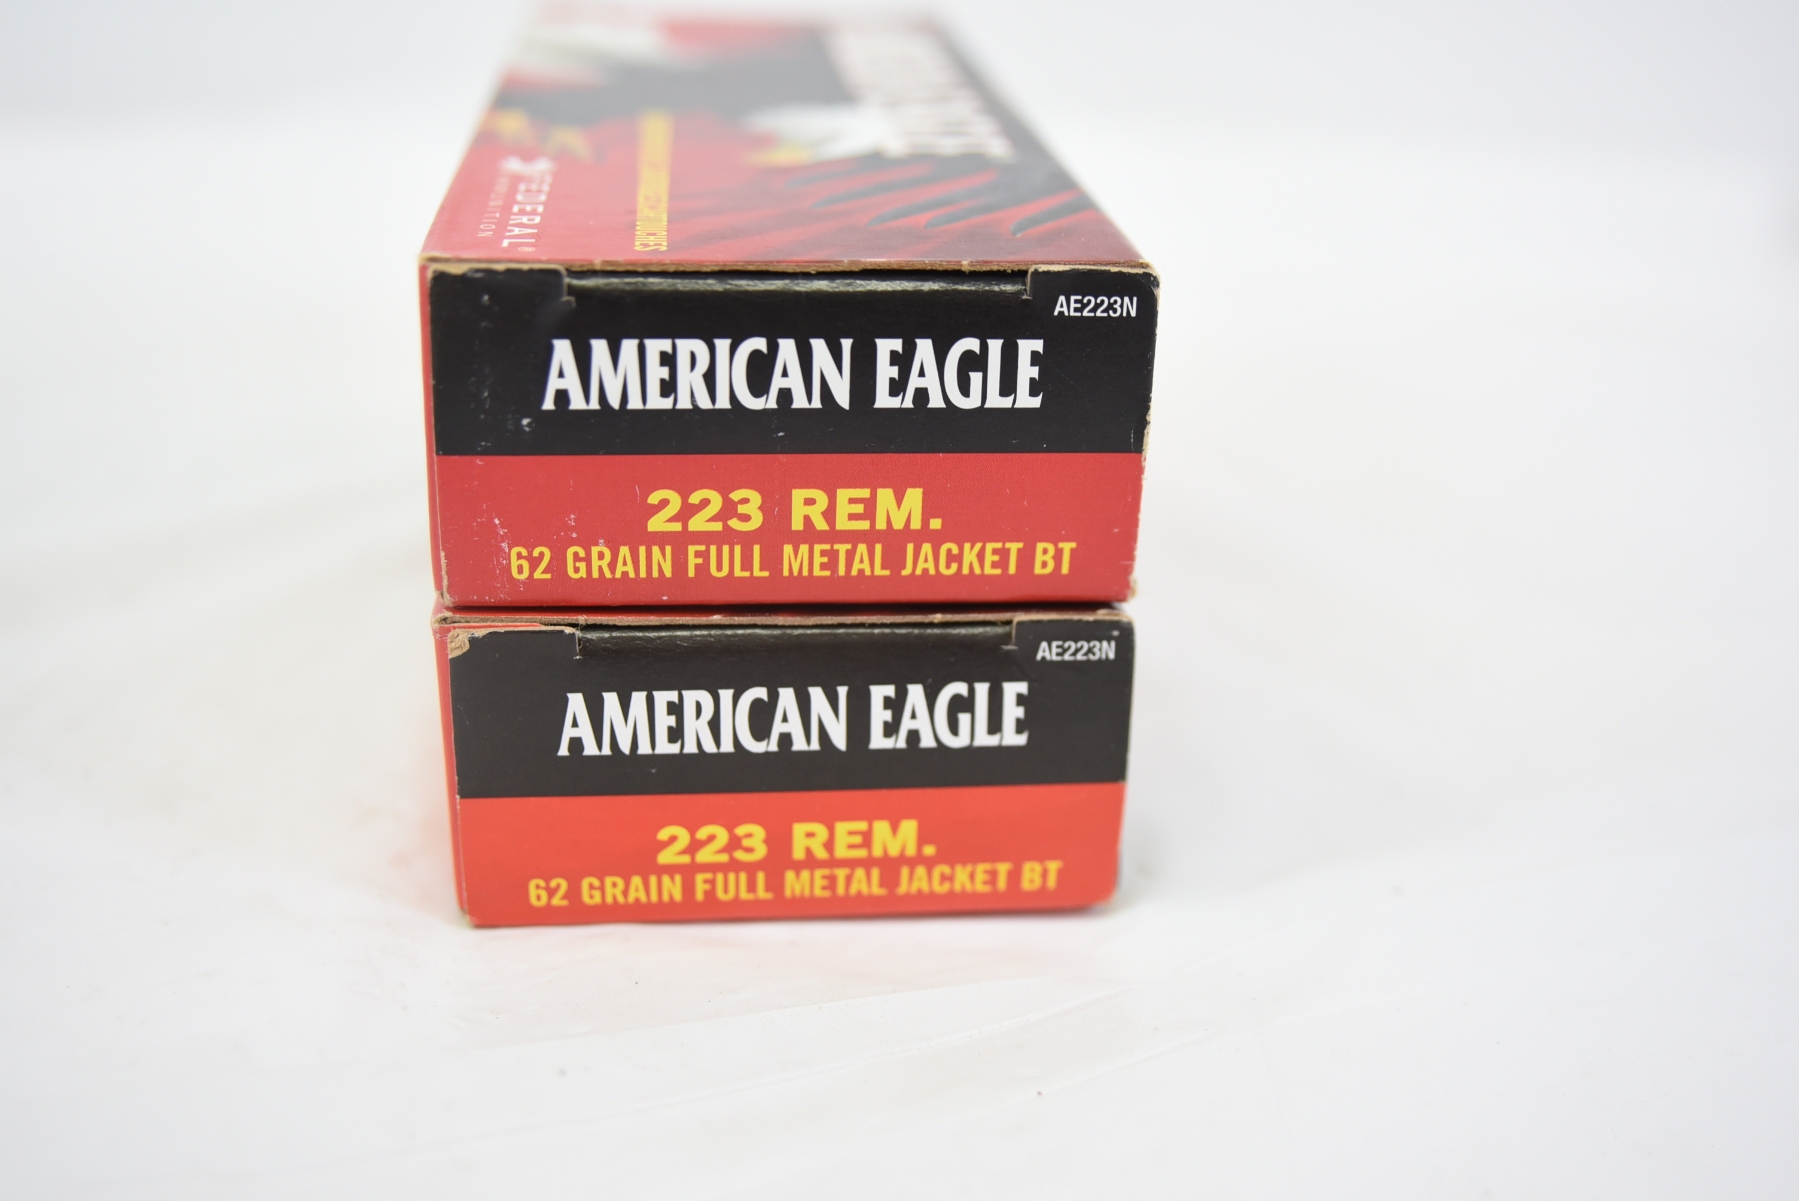 FEDERAL®
AMMUNITION
AE223N
AMERICAN EAGLE
223 REM.
62 GRAIN FULL METAL JACKET BT
AE223N
AMERICAN EAGLE
223 REM.
62 GRAIN FULL METAL JACKET BT